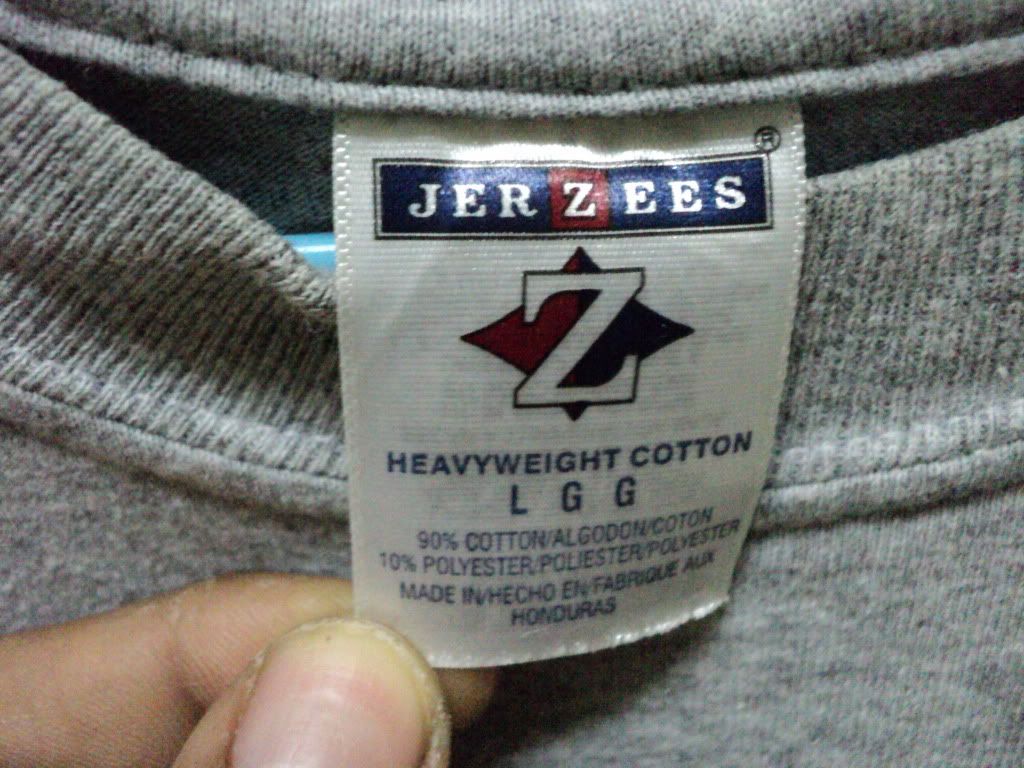 JERZEES®
Z
HEAVYWEIGHT COTTON
L G G
90% COTTON/ALGODON/COTON
10% POLYESTER/POLIESTER/POLYESTER
MADE IN/HECHO EN/FABRIQUE AUX
HONDURAS